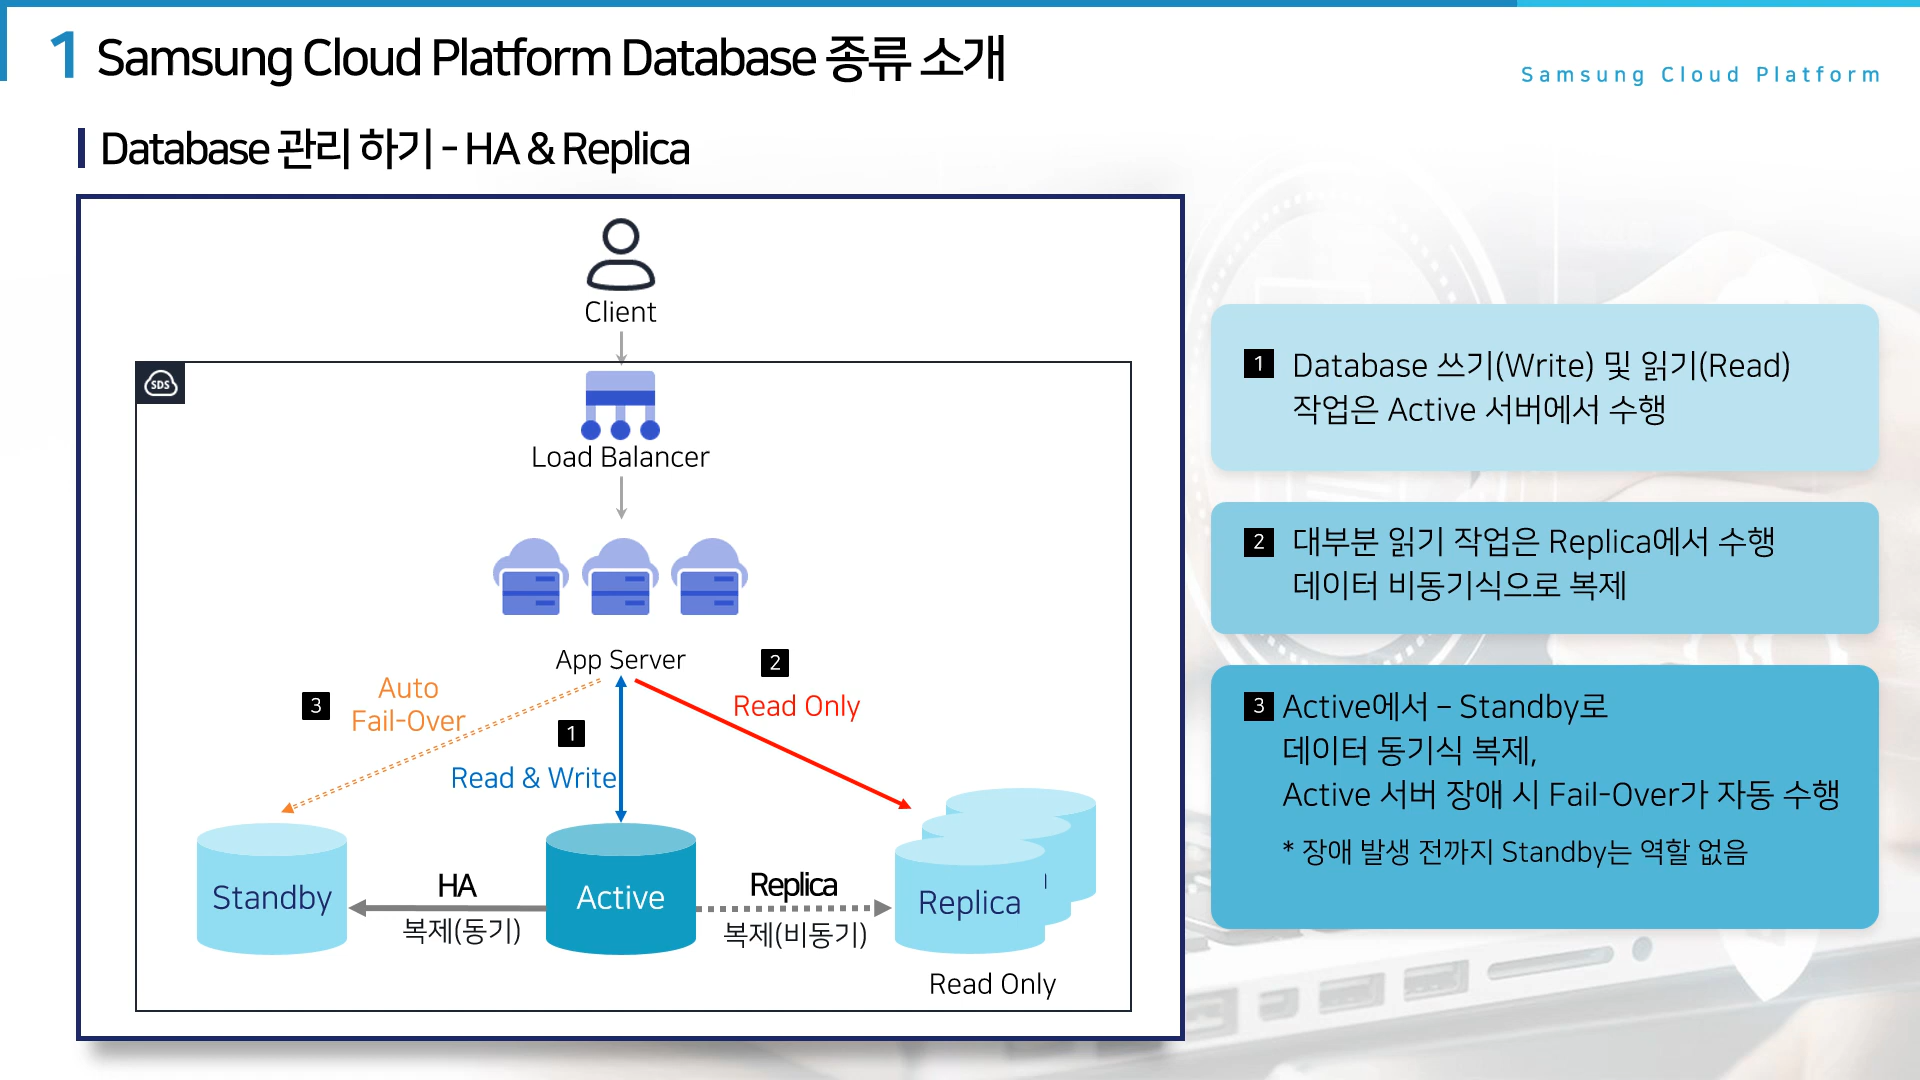 1 Samsung Cloud Platform Database 종류 소개
Samsung Cloud Platform
Database 관리 하기 - HA & Replica
Client
SDS
Load Balancer
App Server
3
Auto
Fail-Over
1
Read & Write
2
Read Only
Standby
HA
복제(동기)
Active
Replica
복제(비동기)
Replica
Read Only
1 Database 쓰기(Write) 및 읽기(Read)
작업은 Active 서버에서 수행
2 대부분 읽기 작업은 Replica에서 수행
데이터 비동기식으로 복제
3 Active에서 – Standby로
데이터 동기식 복제,
Active 서버 장애 시 Fail-Over가 자동 수행
* 장애 발생 전까지 Standby는 역할 없음